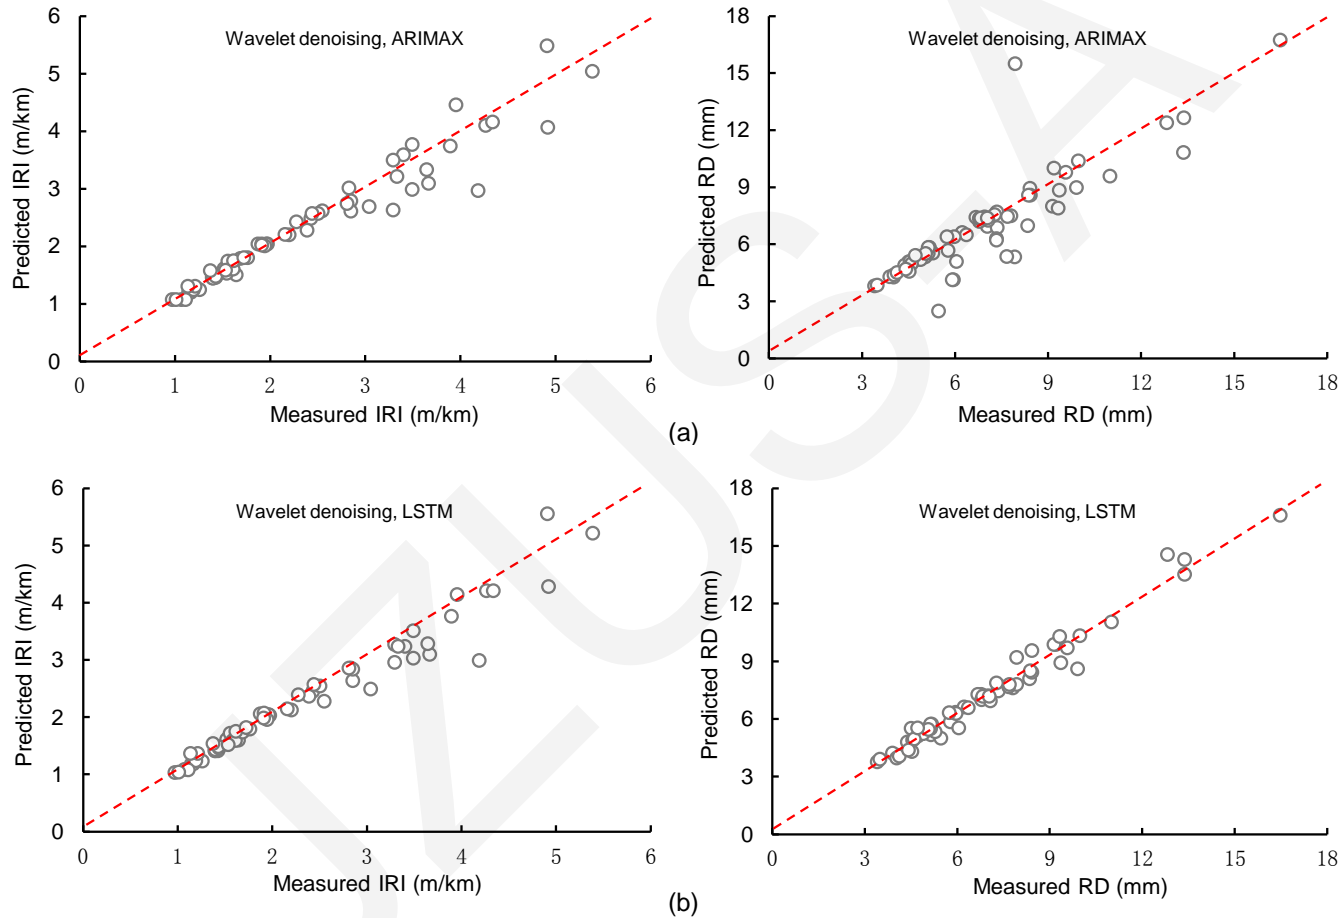 Wavelet denoising, ARIMAX
Predicted IRI (m/km)
6
5
4
3
2
1
0
0 1 2 3 4 5 6
Measured IRI (m/km)
Wavelet denoising, ARIMAX
Predicted RD (mm)
18
15
12
9
6
3
0
0 3 6 9 12 15 18
Measured RD (mm)
(a)
Wavelet denoising, LSTM
Predicted IRI (m/km)
6
5
4
3
2
1
0
0 1 2 3 4 5 6
Measured IRI (m/km)
Wavelet denoising, LSTM
Predicted RD (mm)
18
15
12
9
6
3
0
0 3 6 9 12 15 18
Measured RD (mm)
(b)
JZUS-A